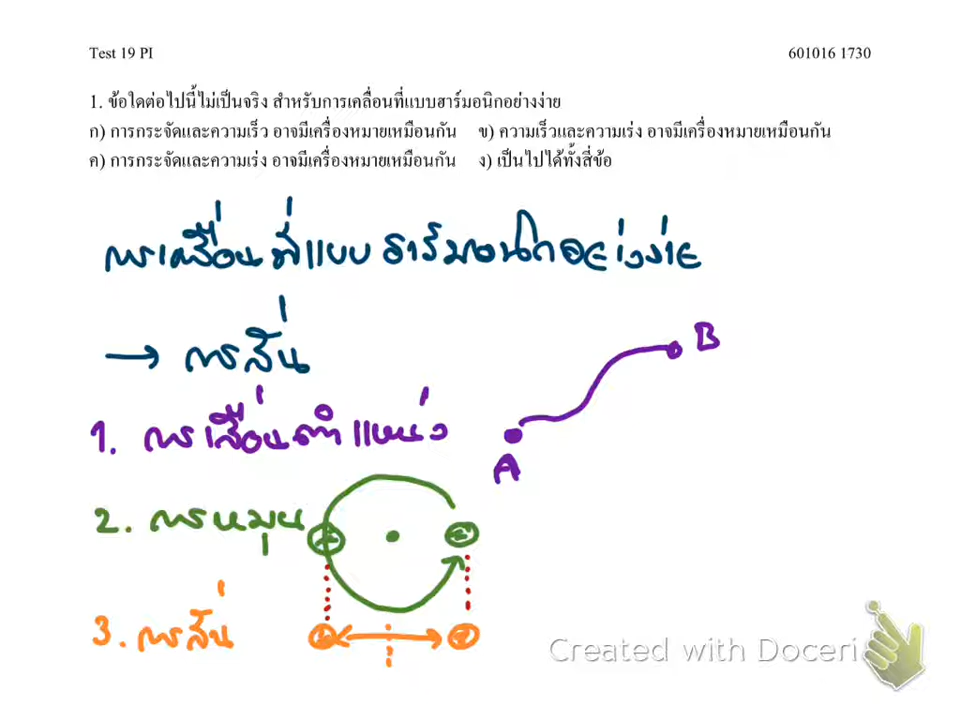 Test 19 PI 601016 1730
1. ข้อใดต่อไปนี้ไม่เป็นจริง สำหรับการเคลื่อนที่แบบฮาร์มอนิกอย่างง่าย
ก) การกระจัดและความเร็ว อาจมีเครื่องหมายเหมือนกัน ข) ความเร็วและความเร่ง อาจมีเครื่องหมายเหมือนกัน
ค) การกระจัดและความเร่ง อาจมีเครื่องหมายเหมือนกัน ง) เป็นไปได้ทั้งสี่ข้อ
การเคลื่อนที่แบบฮาร์มอนิกอย่างง่าย
→ การสั่น
B
1. การเลื่อนตำแหน่ง
A
2. การหมุน
3. การสั่น
Created with Doceri